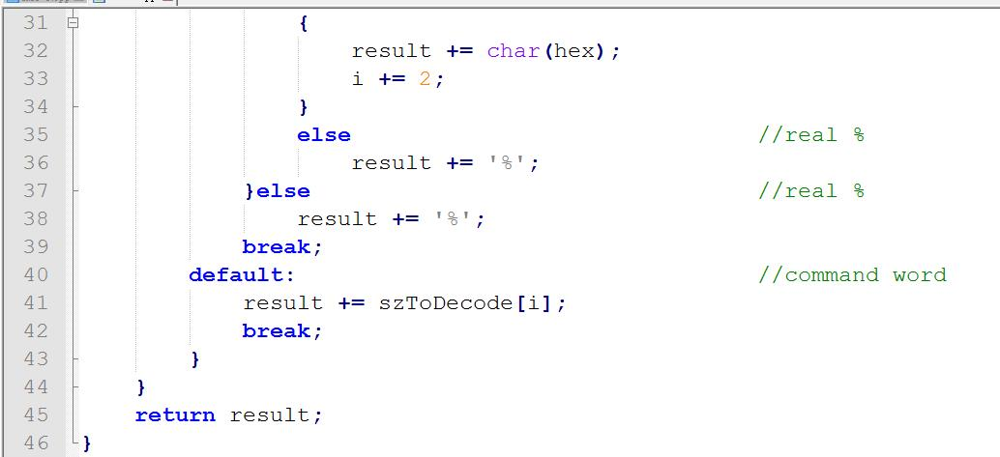 31 {
32 result += char(hex);
33 i += 2;
34 }
35 else //real %
36 result += '%';
37 }else //real %
38 result += '%';
39 break;
40 default: //command word
41 result += szToDecode[i];
42 break;
43 }
44 }
45 return result;
46 }